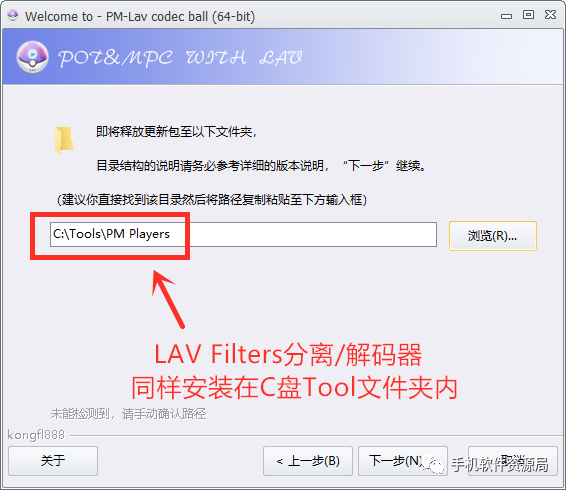 Welcome to - PM-Lav codec ball (64-bit)
POT&MPC WITH LAV
即将释放更新包至以下文件夹,
目录结构的说明请务必参考详细的版本说明，“下一步”继续。
(建议你直接找到该目录然后将路径复制粘贴至下方输入框)
C:\Tools\PM Players
浏览(R)...
LAV Filters分离/解码器
同样安装在C盘Tool文件夹内
未能检测到，请手动确认路径
kongfl888
关于
< 上一步(B)
下一步(N)
取消
手机软件资源局